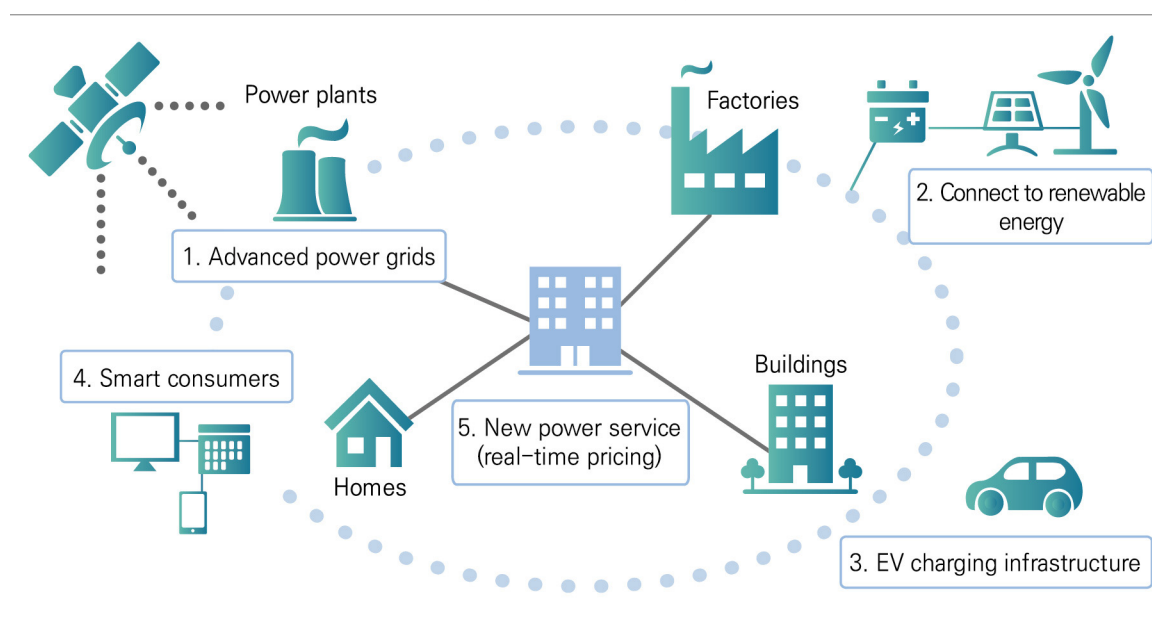 Power plants
Factories
1. Advanced power grids
2. Connect to renewable
energy
4. Smart consumers
Buildings
5. New power service
(real-time pricing)
Homes
3. EV charging infrastructure